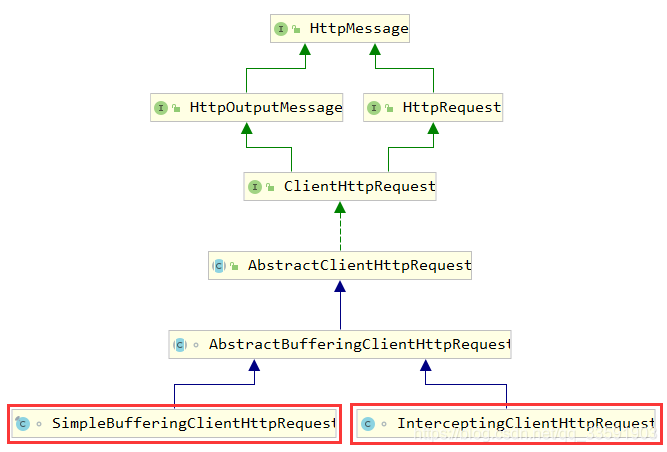 HttpMessage
HttpOutputMessage
HttpRequest
ClientHttpRequest
AbstractClientHttpRequest
AbstractBufferingClientHttpRequest
SimpleBufferingClientHttpRequest
InterceptingClientHttpRequest